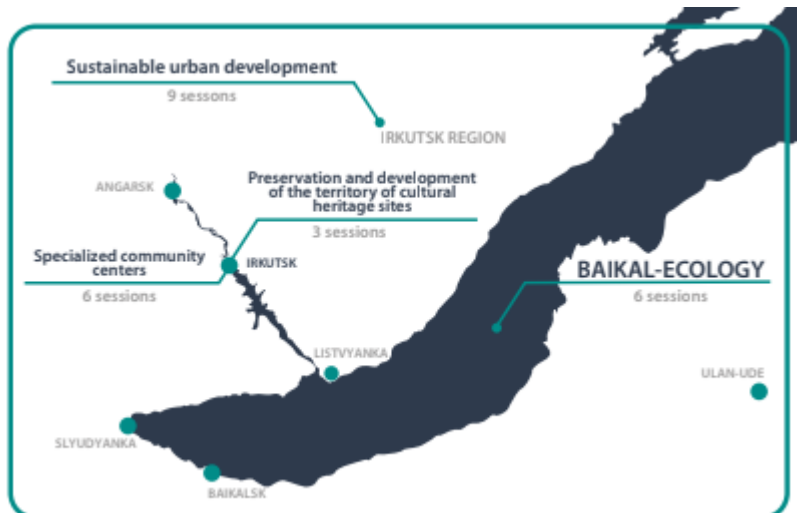 Sustainable urban development
9 sessons
IRKUTSK REGION
ANGARSK
Preservation and development
of the territory of cultural
heritage sites
3 sessions
Specialized community
centers
6 sessions
IRKUTSK
BAIKAL-ECOLOGY
6 sessions
LISTVYANKA
ULAN-UDE
SLYUDYANKA
BAIKALSK